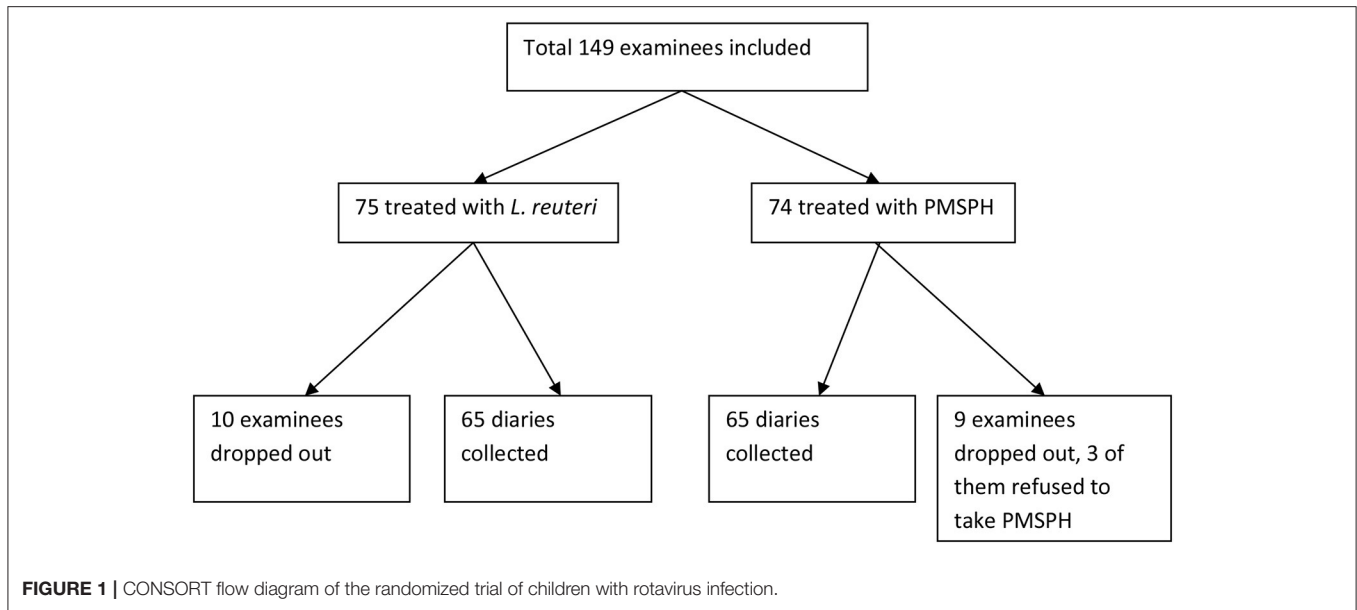 Total 149 examinees included
75 treated with L. reuteri
74 treated with PMSPH
10 examinees
dropped out
65 diaries
collected
65 diaries
collected
9 examinees
dropped out, 3 of
them refused to
take PMSPH
FIGURE 1 | CONSORT flow diagram of the randomized trial of children with rotavirus infection.